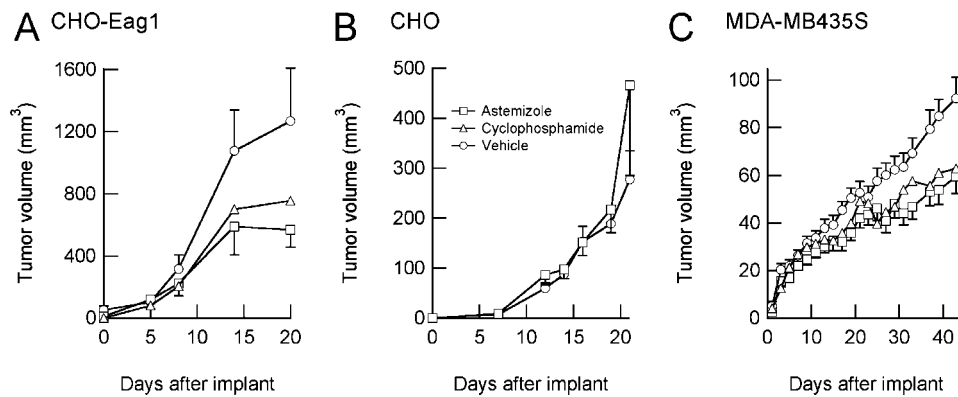 A CHO-Eag1
Tumor volume (mm³)
1600
1200
800
400
0
0 5 10 15 20
Days after implant
B CHO
Tumor volume (mm³)
500
400
300
200
100
0
Astemizole
Cyclophosphamide
Vehicle
0 5 10 15 20
Days after implant
C MDA-MB435S
Tumor volume (mm³)
100
80
60
40
20
0
0 10 20 30 40
Days after implant